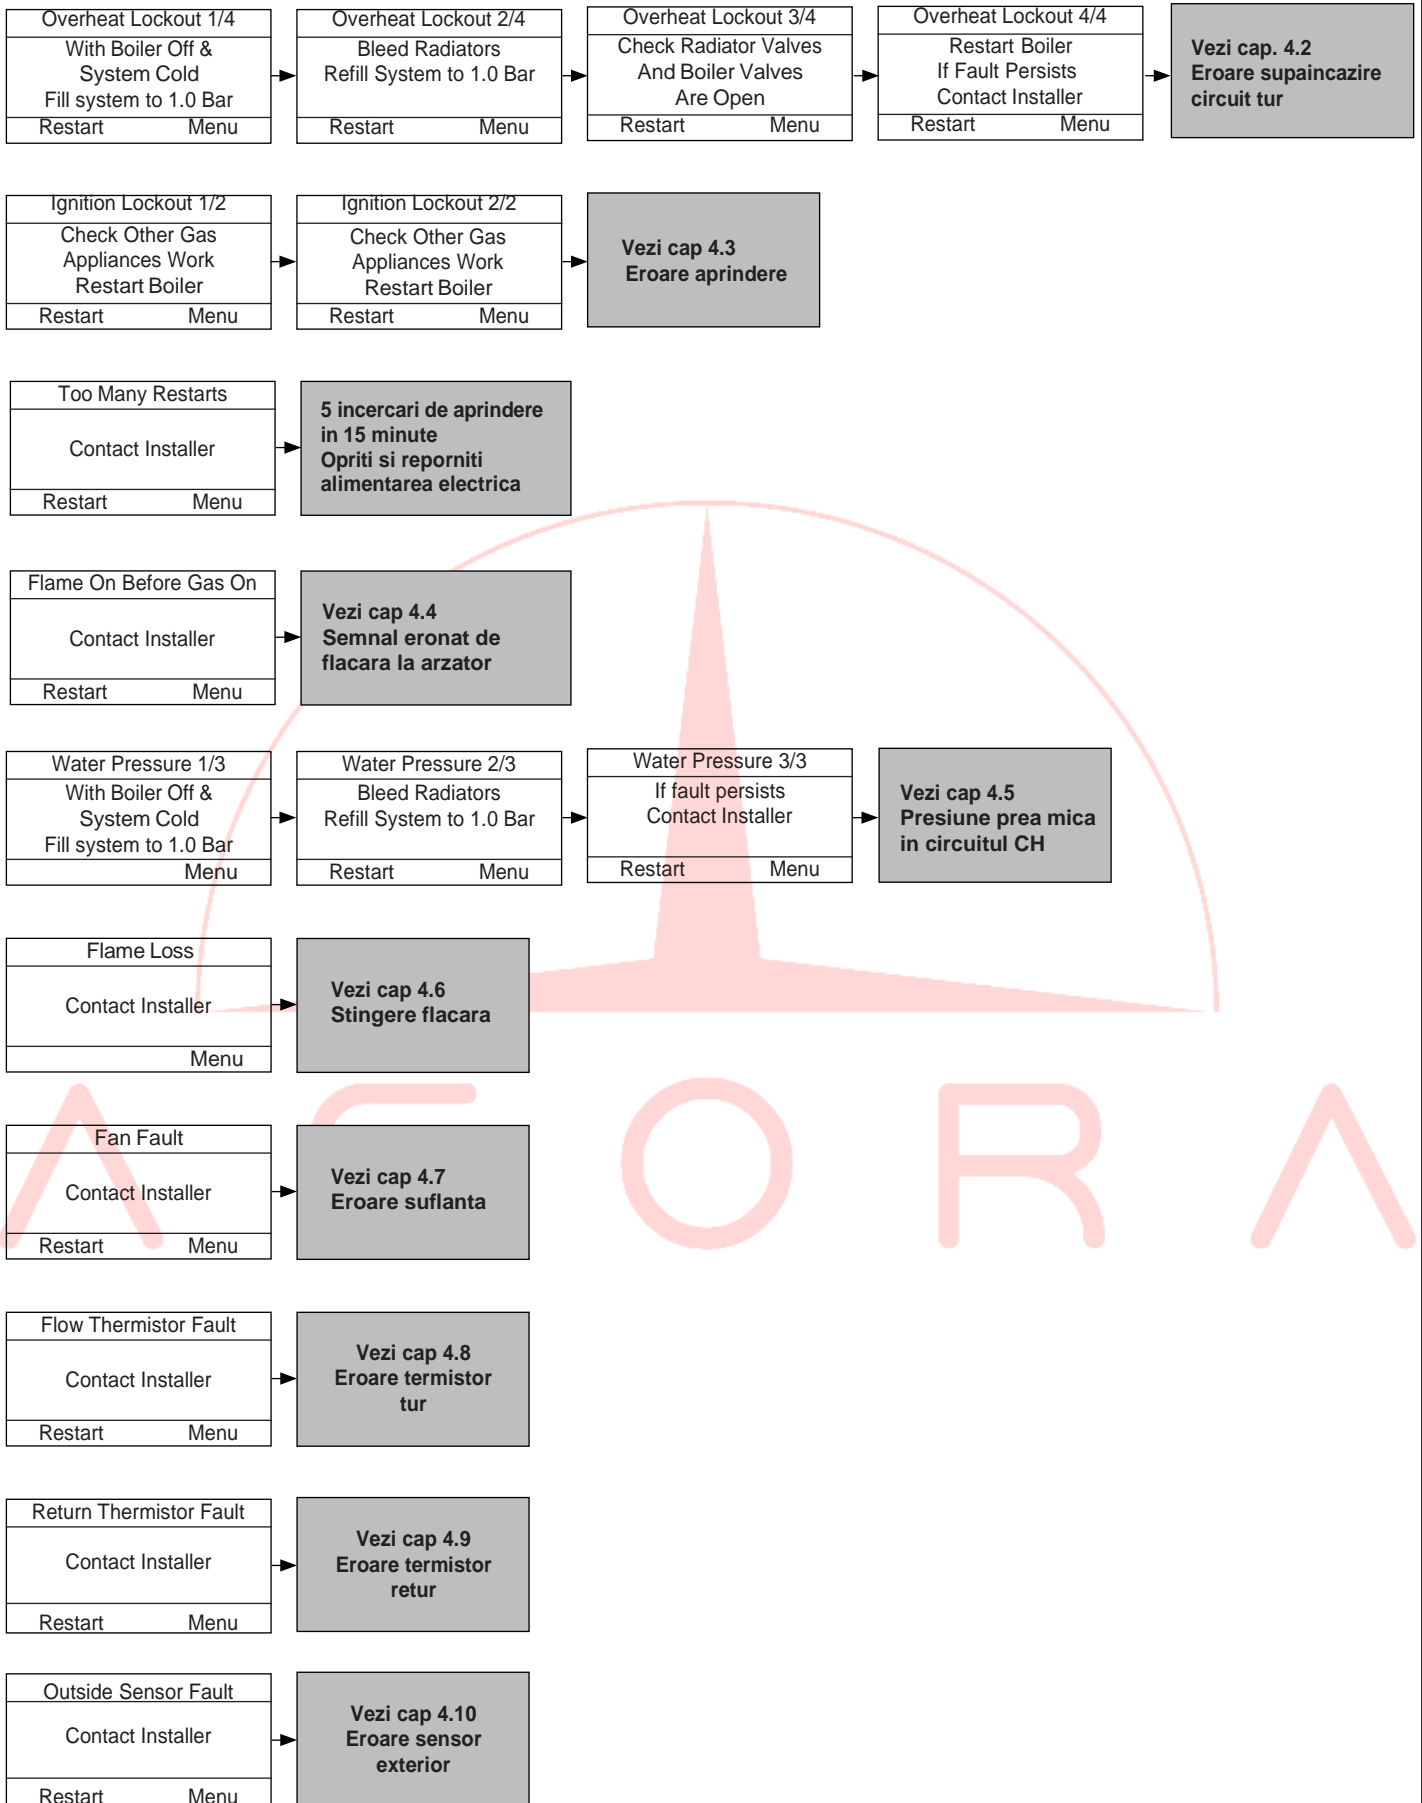 Overheat Lockout 1/4
With Boiler Off &
System Cold
Fill system to 1.0 Bar
Restart Menu
Overheat Lockout 2/4
Bleed Radiators
Refill System to 1.0 Bar
Restart Menu
Overheat Lockout 3/4
Check Radiator Valves
And Boiler Valves
Are Open
Restart Menu
Overheat Lockout 4/4
Restart Boiler
If Fault Persists
Contact Installer
Restart Menu
Vezi cap. 4.2
Eroare supaincazire
circuit tur
Ignition Lockout 1/2
Check Other Gas
Appliances Work
Restart Boiler
Restart Menu
Ignition Lockout 2/2
Check Other Gas
Appliances Work
Restart Boiler
Restart Menu
Vezi cap 4.3
Eroare aprindere
Too Many Restarts
Contact Installer
Restart Menu
5 incercari de aprindere
in 15 minute
Opriti si reporniti
alimentarea electrica
Flame On Before Gas On
Contact Installer
Restart Menu
Vezi cap 4.4
Semnal eronat de
flacara la arzator
Water Pressure 1/3
With Boiler Off &
System Cold
Fill system to 1.0 Bar
Menu
Water Pressure 2/3
Bleed Radiators
Refill System to 1.0 Bar
Restart Menu
Water Pressure 3/3
If fault persists
Contact Installer
Restart Menu
Vezi cap 4.5
Presiune prea mica
in circuitul CH
Flame Loss
Contact Installer
Menu
Vezi cap 4.6
Stingere flacara
Fan Fault
Contact Installer
Restart Menu
Vezi cap 4.7
Eroare suflanta
AGORA
Flow Thermistor Fault
Contact Installer
Restart Menu
Vezi cap 4.8
Eroare termistor
tur
Return Thermistor Fault
Contact Installer
Restart Menu
Vezi cap 4.9
Eroare termistor
retur
Outside Sensor Fault
Contact Installer
Restart Menu
Vezi cap 4.10
Eroare sensor
exterior